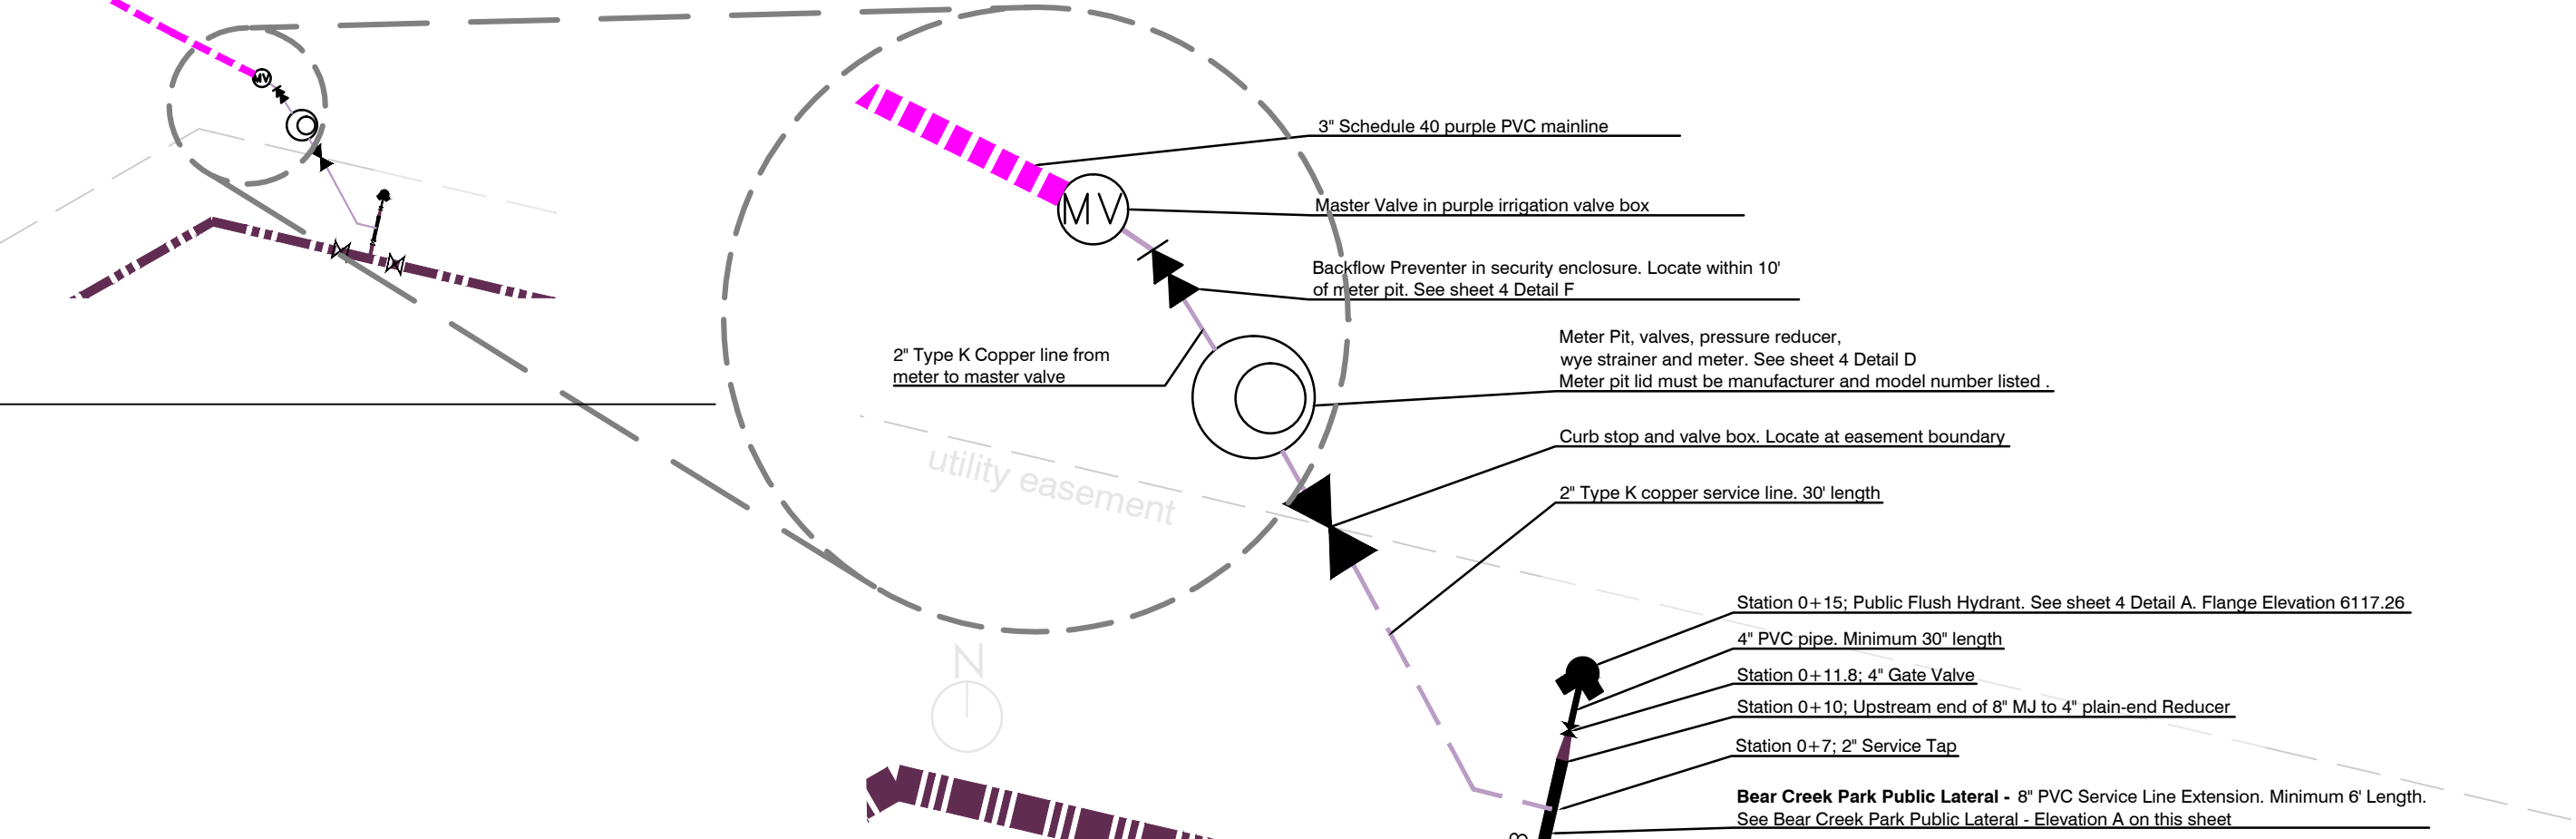 MV
3" Schedule 40 purple PVC mainline
MV
Master Valve in purple irrigation valve box
Backflow Preventer in security enclosure. Locate within 10'
of meter pit. See sheet 4 Detail F
2" Type K Copper line from
meter to master valve
Meter Pit, valves, pressure reducer,
wye strainer and meter. See sheet 4 Detail D
Meter pit lid must be manufacturer and model number listed .
Curb stop and valve box. Locate at easement boundary
utility easement
2" Type K copper service line. 30' length
Station 0+15; Public Flush Hydrant. See sheet 4 Detail A. Flange Elevation 6117.26
4" PVC pipe. Minimum 30" length
N
Station 0+11.8; 4" Gate Valve
Station 0+10; Upstream end of 8" MJ to 4" plain-end Reducer
Station 0+7; 2" Service Tap
Bear Creek Park Public Lateral - 8" PVC Service Line Extension. Minimum 6' Length.
See Bear Creek Park Public Lateral - Elevation A on this sheet